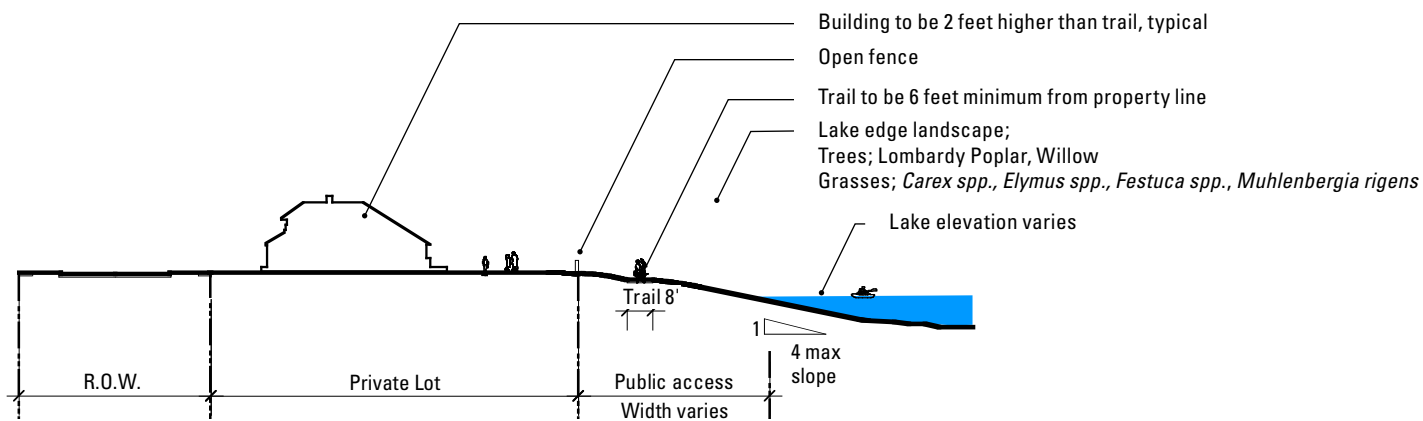 Building to be 2 feet higher than trail, typical
Open fence
Trail to be 6 feet minimum from property line
Lake edge landscape;
Trees; Lombardy Poplar, Willow
Grasses; Carex spp., Elymus spp., Festuca spp., Muhlenbergia rigens
Lake elevation varies
Trail 8'
1
4 max
slope
R.O.W.
Private Lot
Public access
Width varies